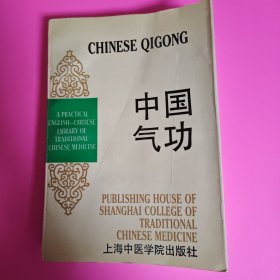 CHINESE QIGONG
A PRACTICAL
ENGLISH-CHINESE
LIBRARY OF
TRADITIONAL
CHINESE MEDICINE
中国
气功
PUBLISHING HOUSE OF
SHANGHAI COLLEGE OF
TRADITIONAL
CHINESE MEDICINE
上海中医学院出版社